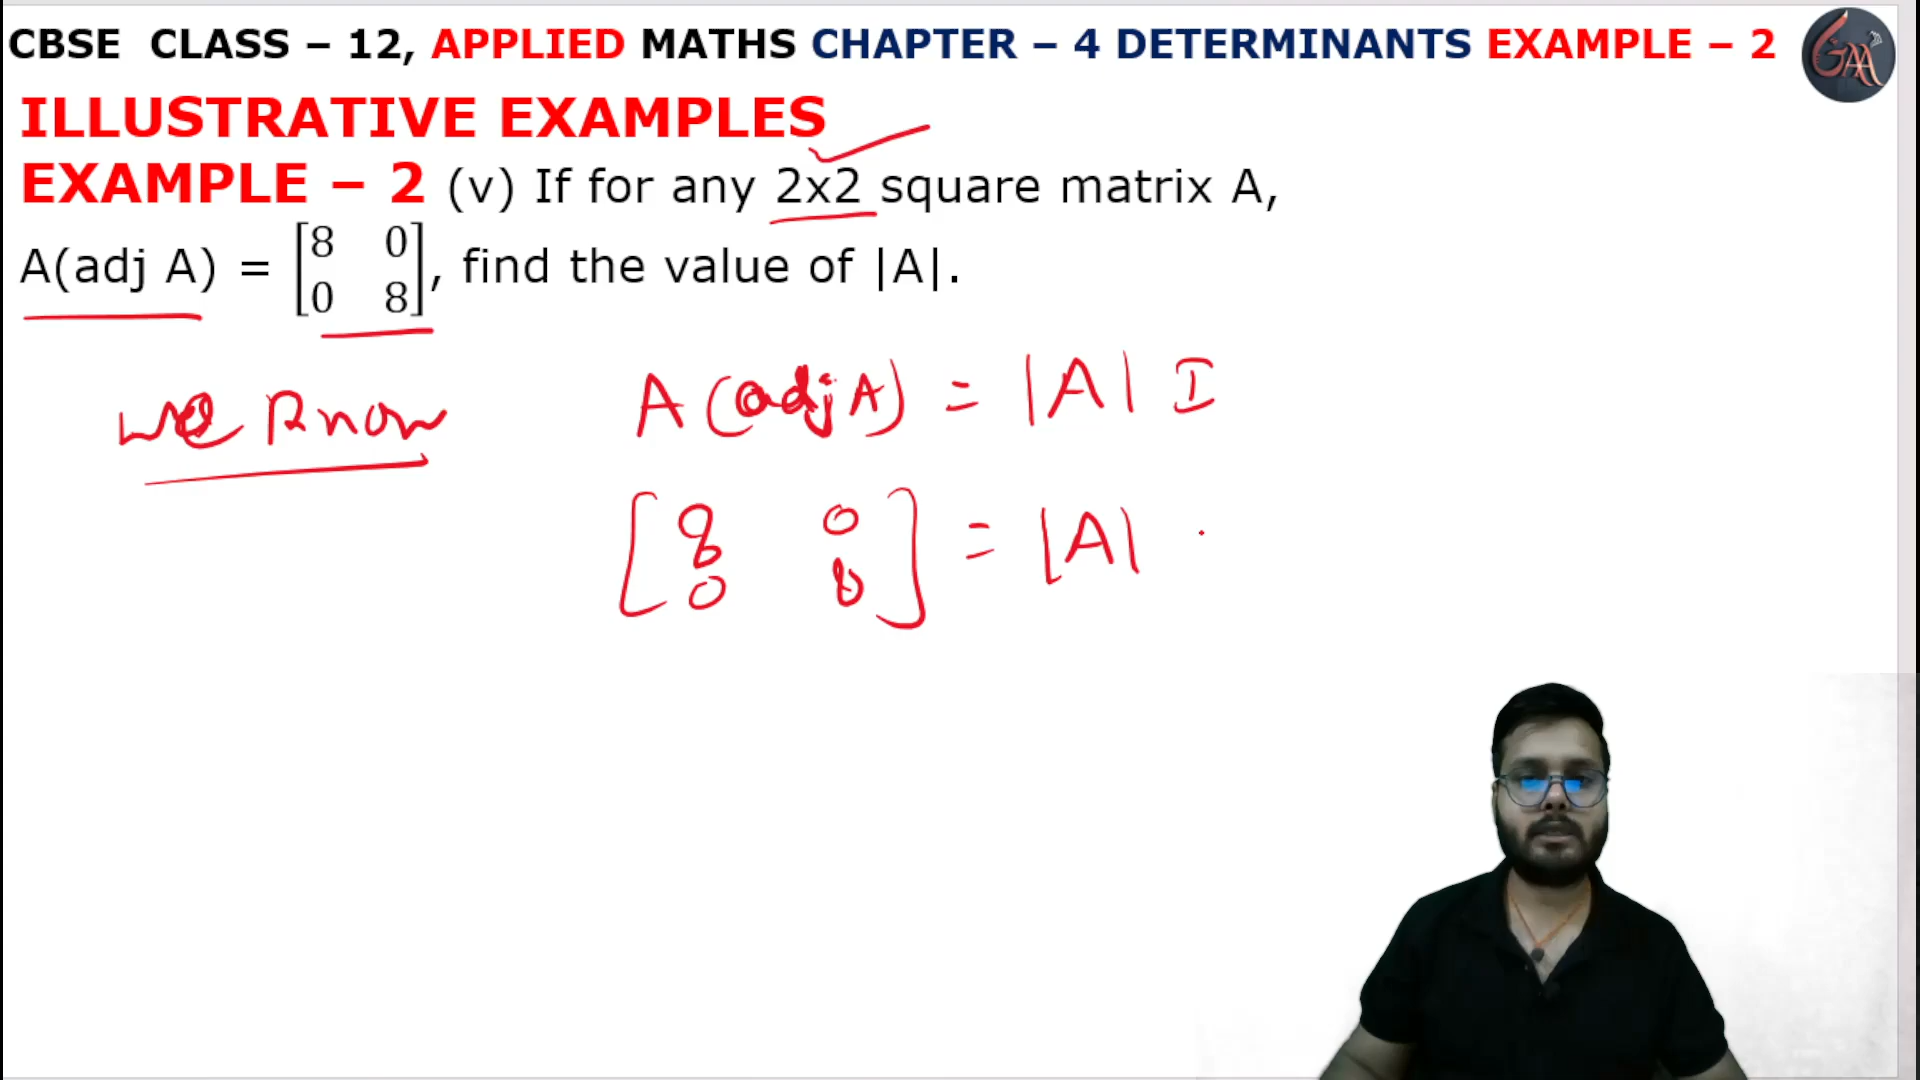 CBSE CLASS – 12, APPLIED MATHS CHAPTER – 4 DETERMINANTS EXAMPLE – 2
ILLUSTRATIVE EXAMPLES
EXAMPLE – 2 (v) If for any 2x2 square matrix A,
A(adj A) = [8 0
0 8], find the value of |A|.
we know
A (adj A) = |A| I
[8 0
0 8] = |A| .